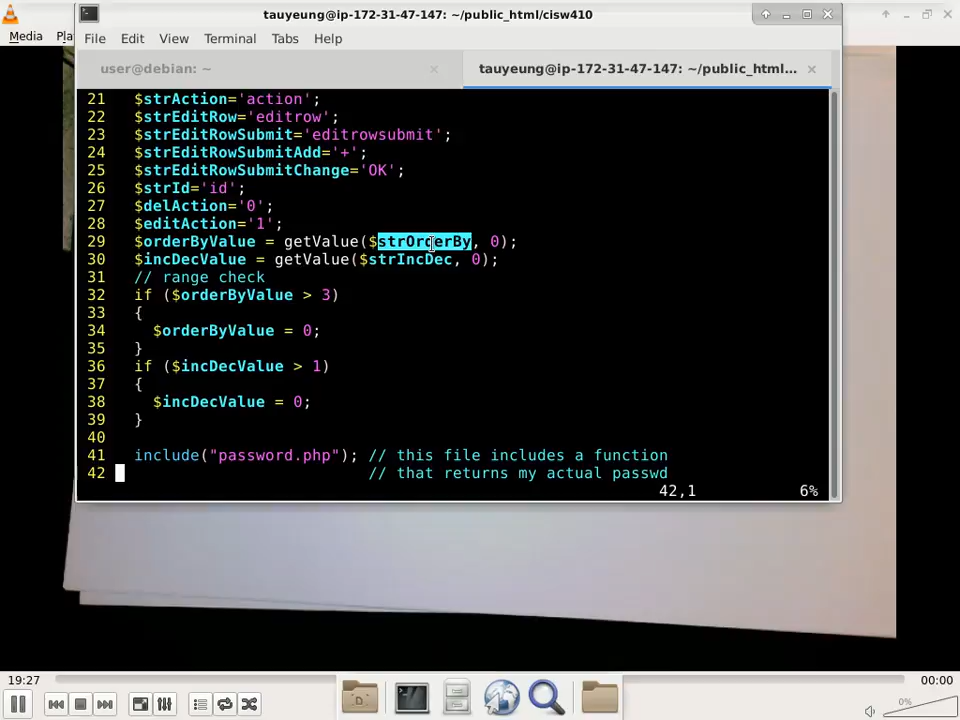 tauyeung@ip-172-31-47-147: ~/public_html/cisw410
Media Pla
File Edit View Terminal Tabs Help
user@debian: ~
tauyeung@ip-172-31-47-147: ~/public_html...
21 $strAction='action';
22 $strEditRow='editrow';
23 $strEditRowSubmit='editrowsubmit';
24 $strEditRowSubmitAdd='+';
25 $strEditRowSubmitChange='OK';
26 $strId='id';
27 $delAction='0';
28 $editAction='1';
29 $orderByValue = getValue($strOrderBy, 0);
30 $incDecValue = getValue($strIncDec, 0);
31 // range check
32 if ($orderByValue > 3)
33 {
34 $orderByValue = 0;
35 }
36 if ($incDecValue > 1)
37 {
38 $incDecValue = 0;
39 }
40
41 include("password.php"); // this file includes a function
42 // that returns my actual passwd
42,1 6%
19:27 00:00
0%